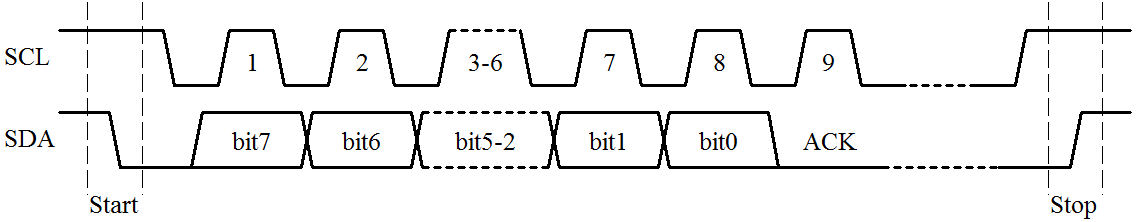 SCL 1 2 3-6 7 8 9
SDA bit7 bit6 bit5-2 bit1 bit0 ACK
Start Stop